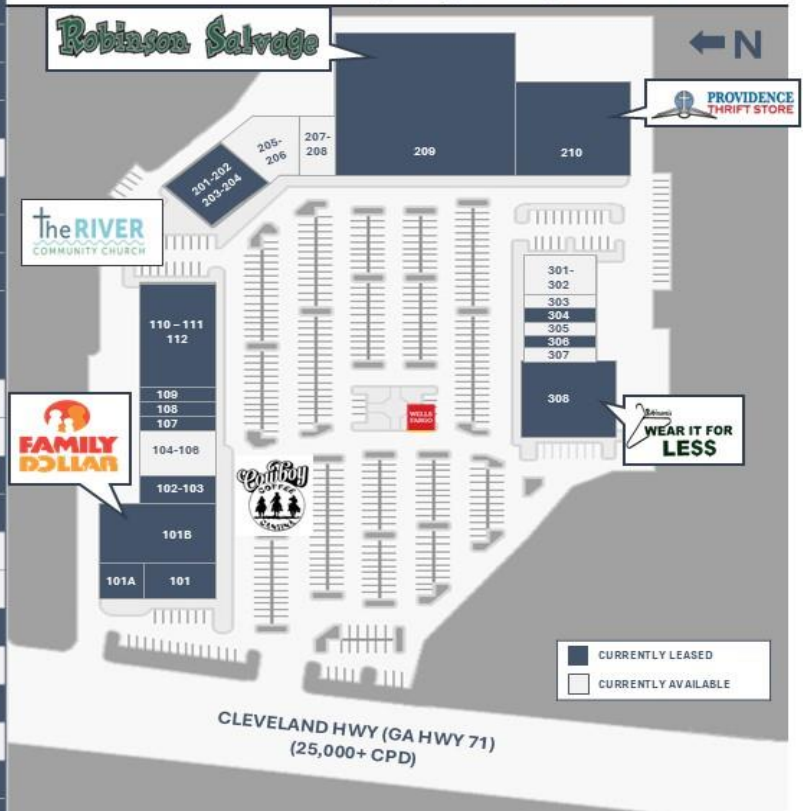 Robinson Salvage
N
PROVIDENCE
THRIFT STORE
205-
206
207-
208
209
210
201-202
203-204
the RIVER
COMMUNITY CHURCH
301-
302
303
304
305
306
307
308
110 – 111
112
109
108
107
104-106
102-103
101B
101A
101
FAMILY
DOLLAR
WELLS
FARGO
Cowboy
COFFEE
CANTINA
WEAR IT FOR
LESS
CURRENTLY LEASED
CURRENTLY AVAILABLE
CLEVELAND HWY (GA HWY 71)
(25,000+ CPD)